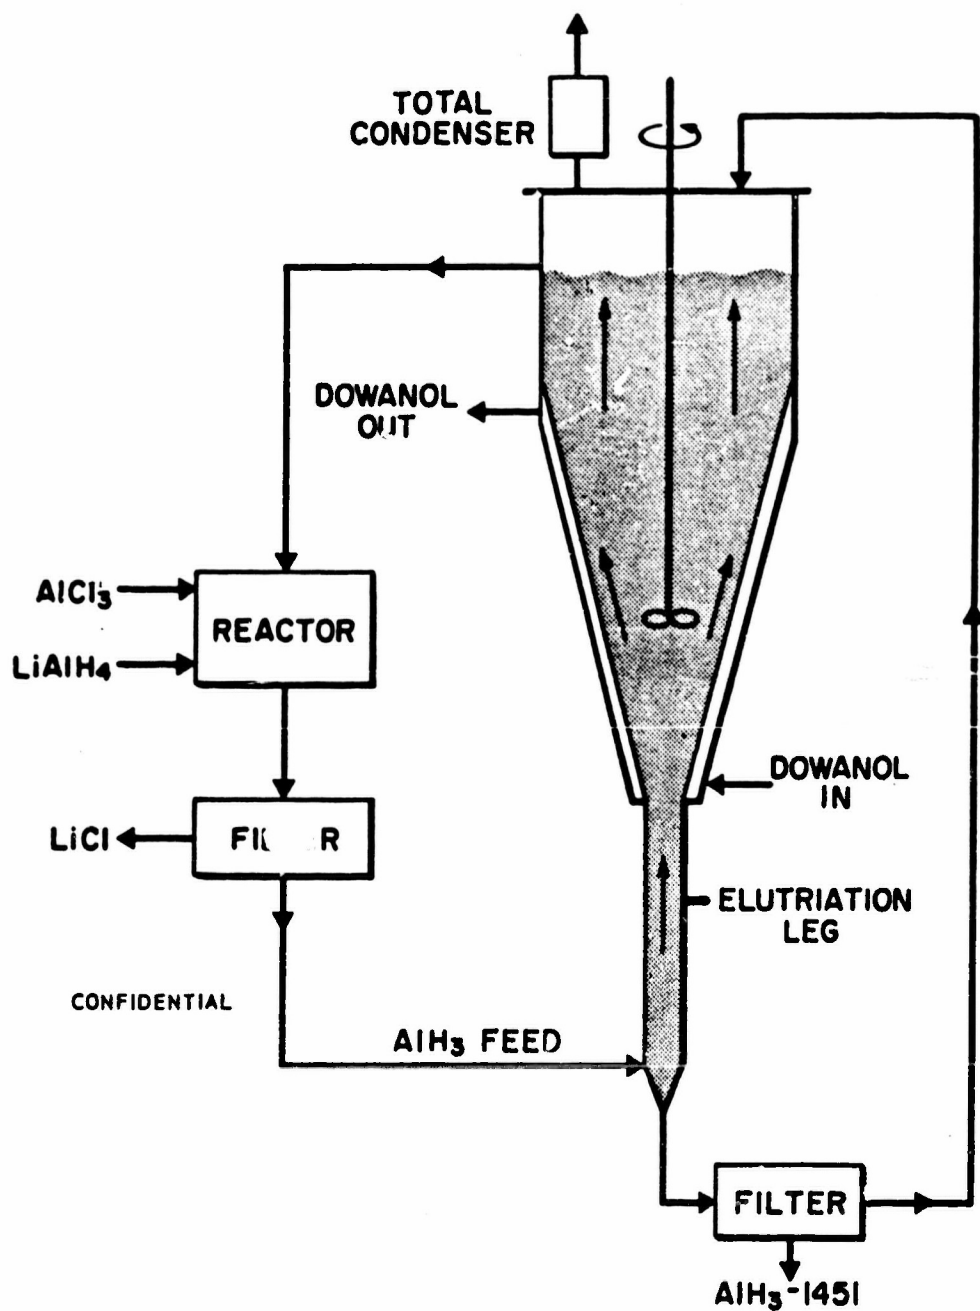 TOTAL
CONDENSER
DOWANOL
OUT
AlCl3
REACTOR
LiAlH4
DOWANOL
IN
LiCl
ELUTRIATION
LEG
CONFIDENTIAL
AlH3 FEED
FILTER
AlH3-1451